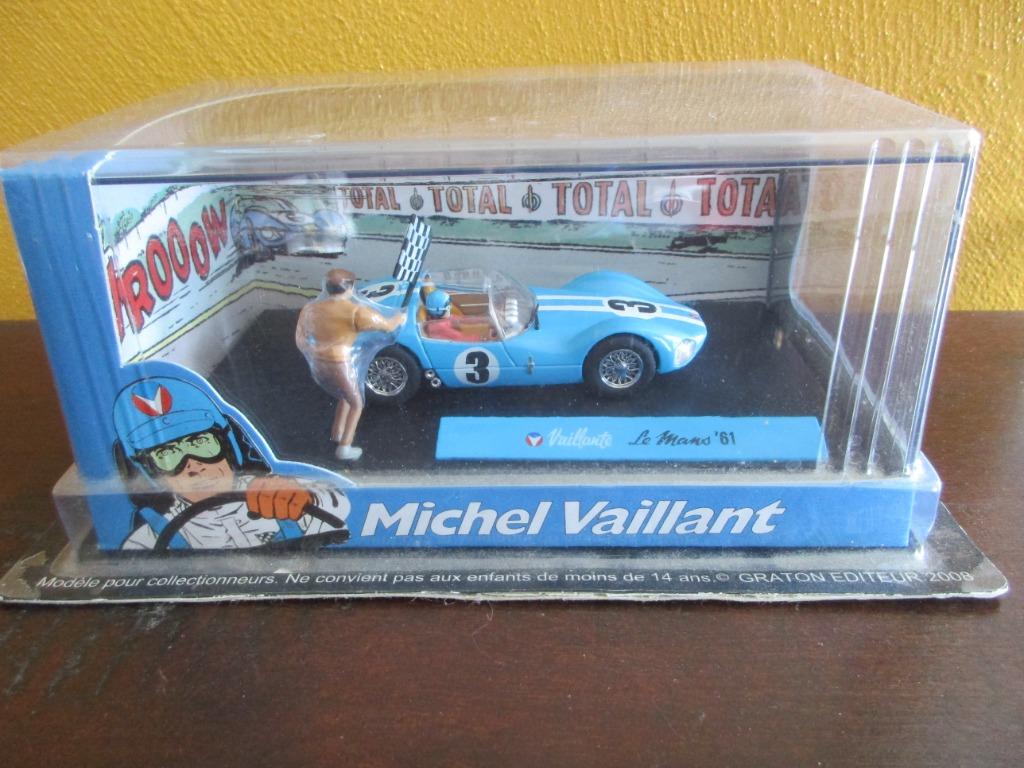 TOTAL TOTAL TOTAL TOTA
VROOOW
3
3
3
Vaillante Le Mans '61
Michel Vaillant
Modèle pour collectionneurs. Ne convient pas aux enfants de moins de 14 ans.© GRATON EDITEUR 2008